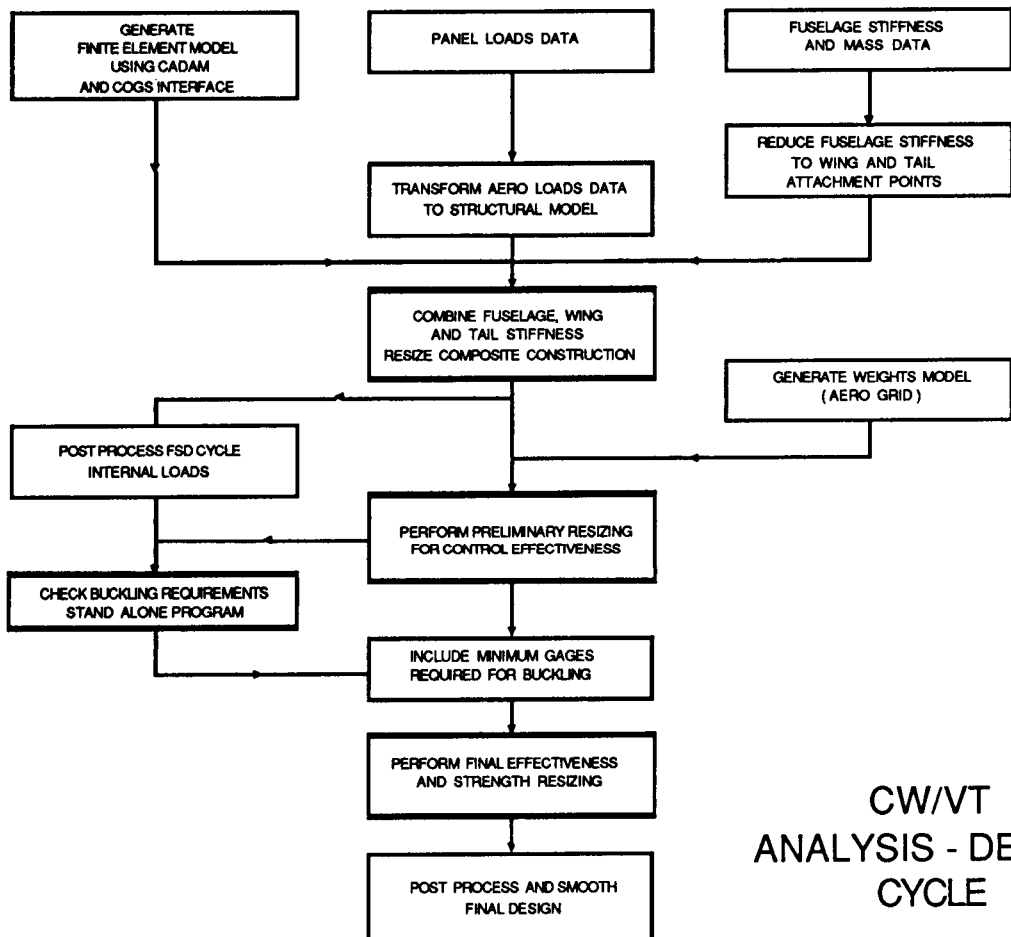 GENERATE
FINITE ELEMENT MODEL
USING CADAM
AND COGS INTERFACE
PANEL LOADS DATA
FUSELAGE STIFFNESS
AND MASS DATA
REDUCE FUSELAGE STIFFNESS
TO WING AND TAIL
ATTACHMENT POINTS
TRANSFORM AERO LOADS DATA
TO STRUCTURAL MODEL
COMBINE FUSELAGE, WING
AND TAIL STIFFNESS
RESIZE COMPOSITE CONSTRUCTION
GENERATE WEIGHTS MODEL
(AERO GRID)
POST PROCESS FSD CYCLE
INTERNAL LOADS
PERFORM PRELIMINARY RESIZING
FOR CONTROL EFFECTIVENESS
CHECK BUCKLING REQUIREMENTS
STAND ALONE PROGRAM
INCLUDE MINIMUM GAGES
REQUIRED FOR BUCKLING
PERFORM FINAL EFFECTIVENESS
AND STRENGTH RESIZING
POST PROCESS AND SMOOTH
FINAL DESIGN
CW/VT
ANALYSIS -
CYCLE